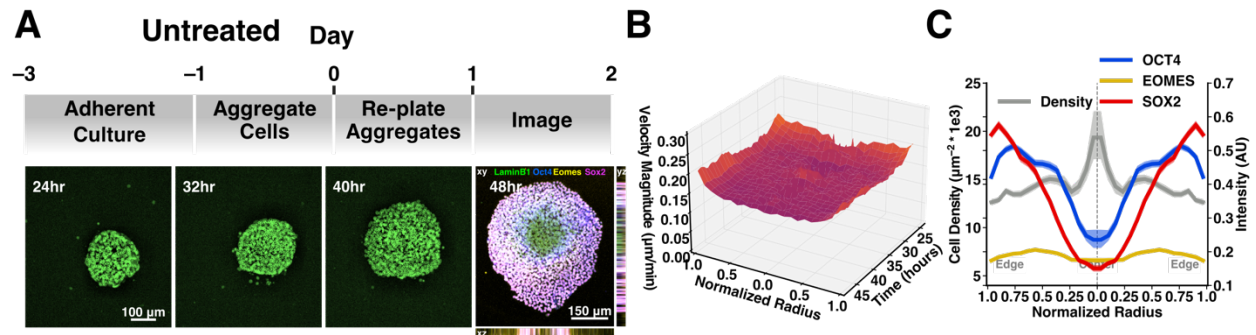 A
Untreated Day
−3 −1 0 1 2
Adherent Culture
Aggregate Cells
Re-plate Aggregates
Image
24hr
100 µm
32hr
40hr
xy LaminB1 Oct4 Eomes Sox2 yz
48hr
150 µm
xz
B
Velocity Magnitude (µm/min)
0.30
0.25
0.20
0.15
0.10
0.05
0.00
1.0 0.5 0.0 0.5 1.0
Normalized Radius
45 40 35 30 25
Time (hours)
C
OCT4
EOMES
SOX2
Density
Cell Density (µm⁻² * 1e3)
25
20
15
10
5
Intensity (AU)
0.7
0.6
0.5
0.4
0.3
0.2
0.1
Edge Center Edge
1.0 0.75 0.5 0.25 0.0 0.25 0.5 0.75 1.0
Normalized Radius